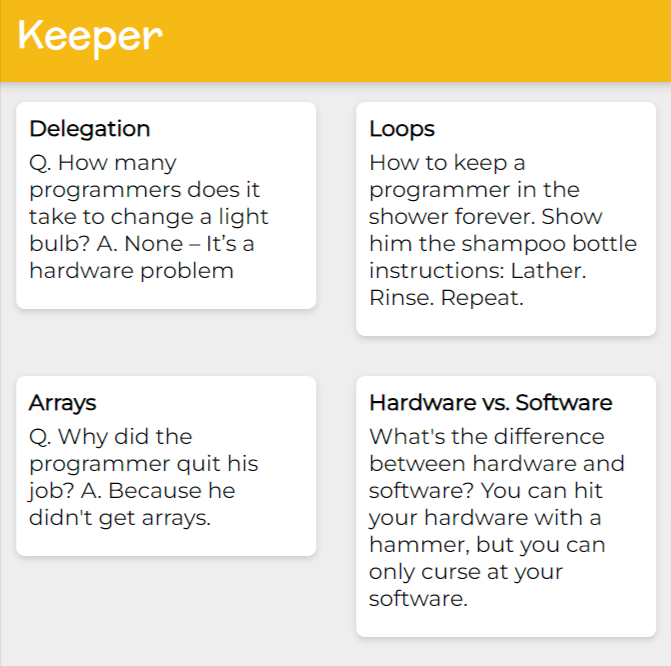 Keeper
Delegation
Q. How many
programmers does it
take to change a light
bulb? A. None – It’s a
hardware problem
Loops
How to keep a
programmer in the
shower forever. Show
him the shampoo bottle
instructions: Lather.
Rinse. Repeat.
Arrays
Q. Why did the
programmer quit his
job? A. Because he
didn't get arrays.
Hardware vs. Software
What's the difference
between hardware and
software? You can hit
your hardware with a
hammer, but you can
only curse at your
software.